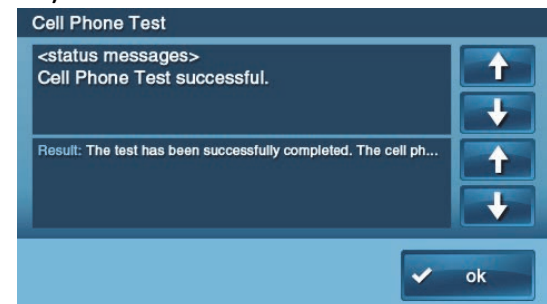 Cell Phone Test
<status messages>
Cell Phone Test successful.
Result: The test has been successfully completed. The cell ph...
ok